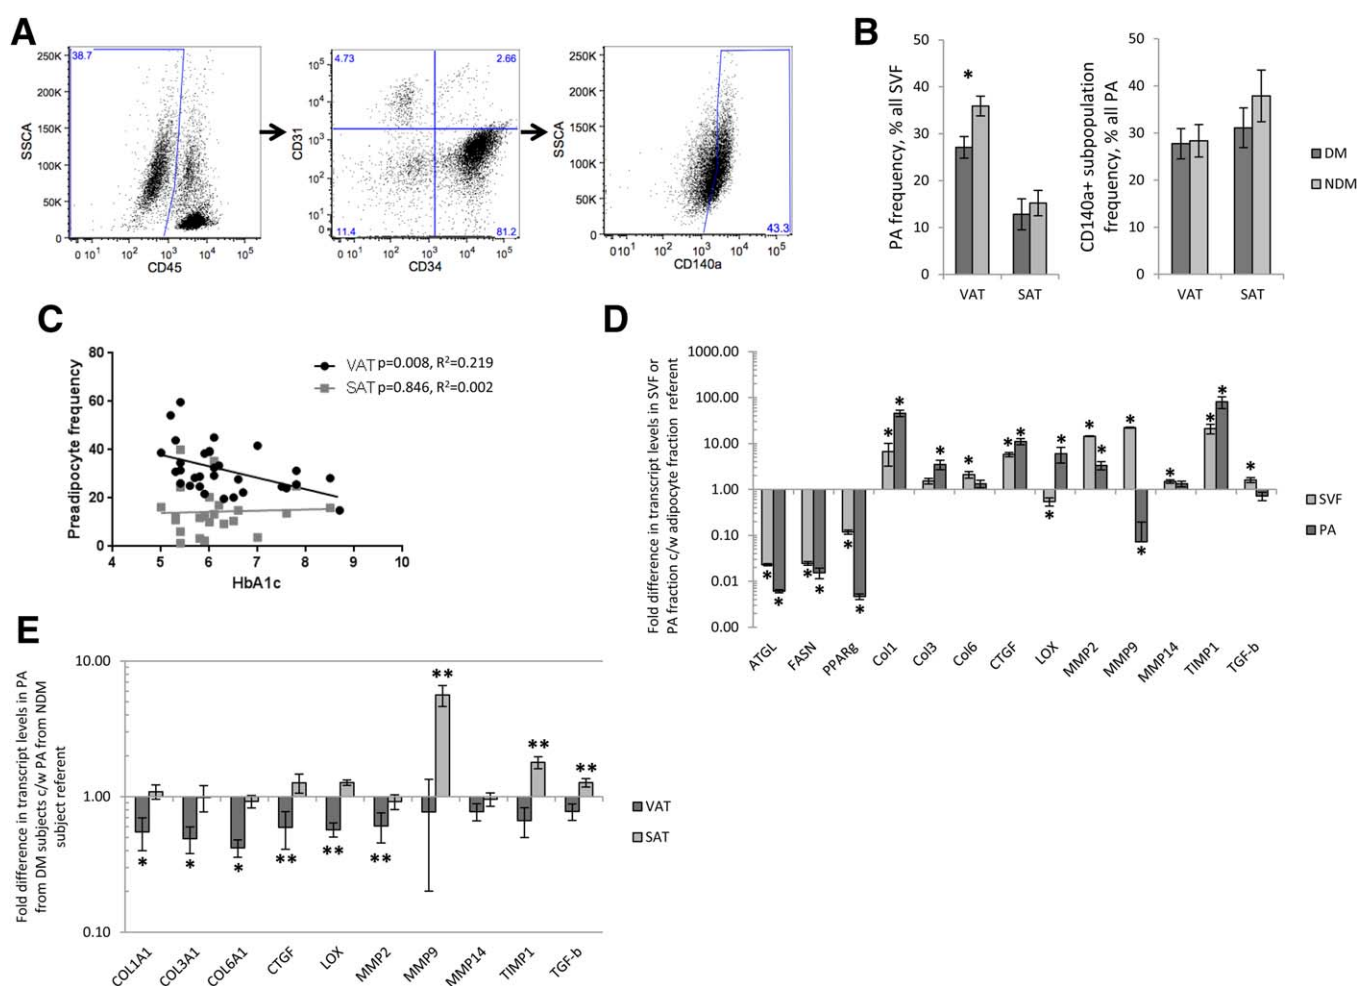 A
38.7
250K
200K
150K
100K
50K
0
SSCA
0 10¹ 10² 10³ 10⁴ 10⁵
CD45
4.73 2.66
10⁵
10⁴
10³
10²
10¹
0
CD31
11.4 81.2
0 10¹ 10² 10³ 10⁴ 10⁵
CD34
250K
200K
150K
100K
50K
0
SSCA
43.3
0 10¹ 10² 10³ 10⁴ 10⁵
CD140a
B
PA frequency, % all SVF
50
40
30
20
10
0
*
VAT SAT
CD140a+ subpopulation
frequency, % all PA
50
40
30
20
10
0
VAT SAT
DM
NDM
C
Preadipocyte frequency
80
60
40
20
0
4 5 6 7 8 9 10
HbA1c
VAT p=0.008, R²=0.219
SAT p=0.846, R²=0.002
D
Fold difference in transcript levels in SVF or
PA fraction c/w adipocyte fraction referent
1000.00
100.00
10.00
1.00
0.10
0.01
0.00
* * * * * * * * * * * * * * * * * * * * * *
ATGL FASN PPARg Col1 Col3 Col6 CTGF LOX MMP2 MMP9 MMP14 TIMP1 TGF-b
SVF
PA
E
Fold difference in transcript levels in PA
from DM subjects c/w PA from NDM
subject referent
10.00
1.00
0.10
* * * ** ** ** ** ** **
COL1A1 COL3A1 COL6A1 CTGF LOX MMP2 MMP9 MMP14 TIMP1 TGF-b
VAT
SAT